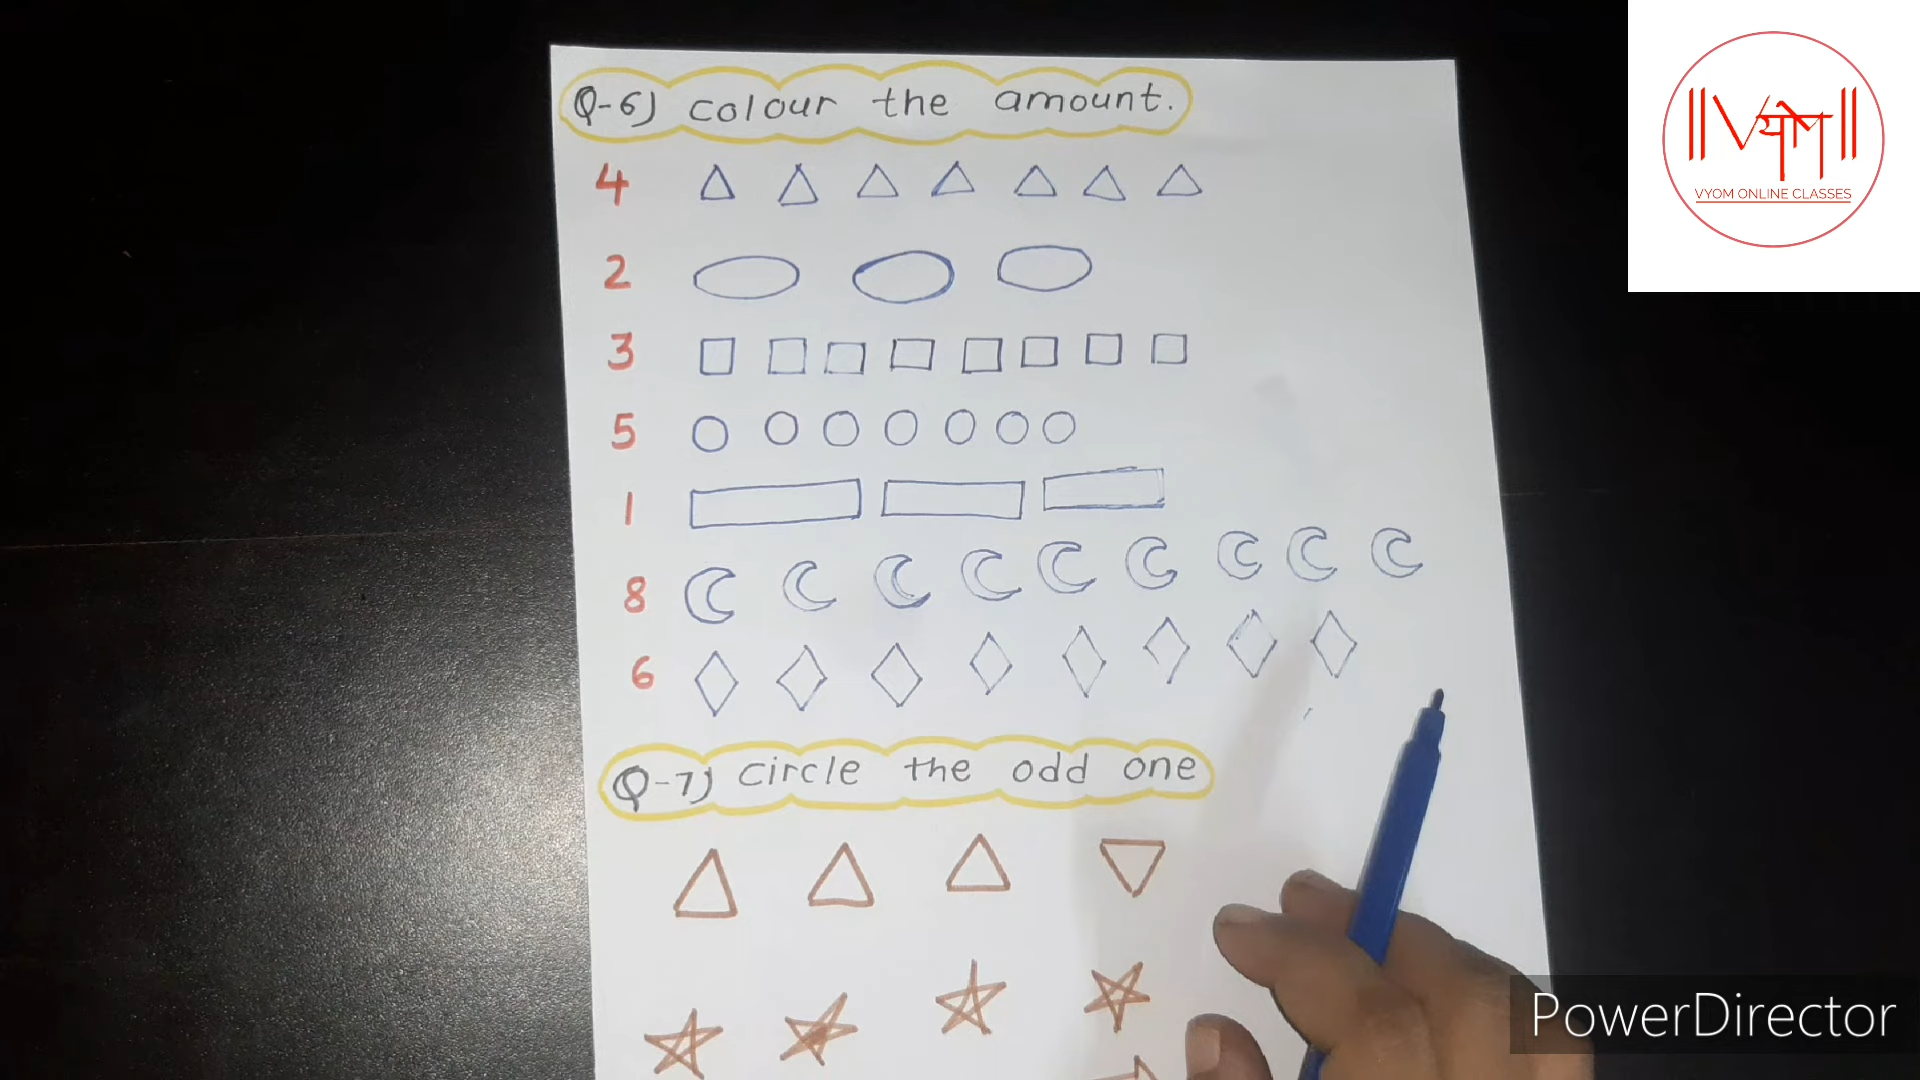 Q-6) colour the amount.
4
2
3
5
1
8
6
Q-7) circle the odd one
||Vयोम||
VYOM ONLINE CLASSES
PowerDirector